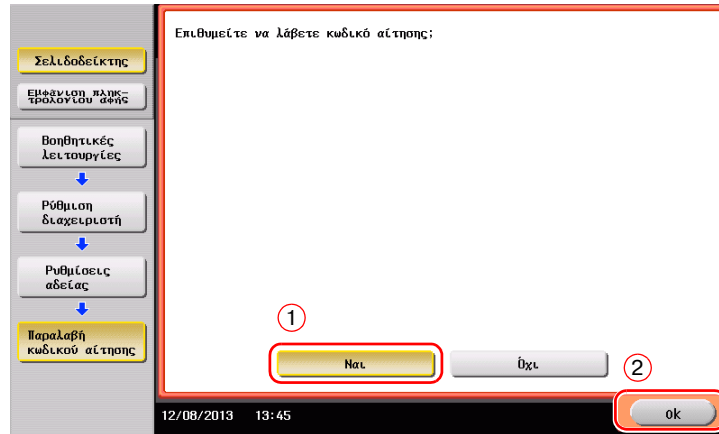 Επιθυμείτε να λάβετε κωδικό αίτησης;
Σελιδοδείκτης
Εμφάνιση πληκ-
τρολογίου αφής
Βοηθητικές
λειτουργίες
Ρύθμιση
διαχειριστή
Ρυθμίσεις
αδείας
Παραλαβή
κωδικού αίτησης
1
Ναι
Όχι
2
12/08/2013 13:45
ok